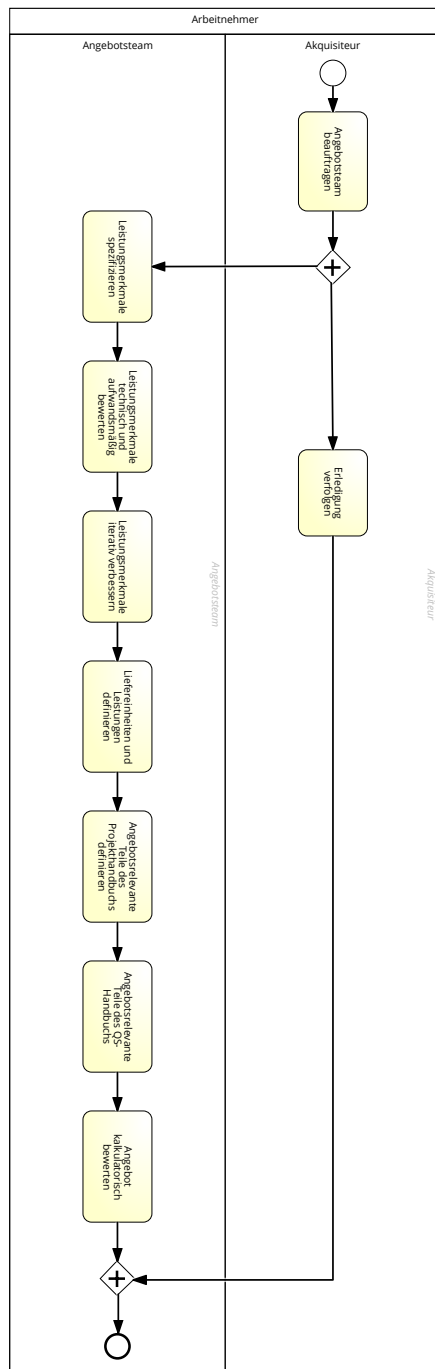 Arbeitnehmer
Angebotsteam
Akquisiteur
Angebotsteam
beauftragen
Leistungsmerkmale
spezifizieren
Leistungsmerkmale
technisch und
aufwandsmäßig
bewerten
Erledigung
verfolgen
Leistungsmerkmale
iterativ verbessern
Angebotsteam
Akquisiteur
Liefereinheiten und
Leistungen
definieren
Angebotsrelevante
Teile des
Projekthandbuchs
definieren
Angebotsrelevante
Teile des QS-
Handbuchs
Angebot
kalkulatorisch
bewerten